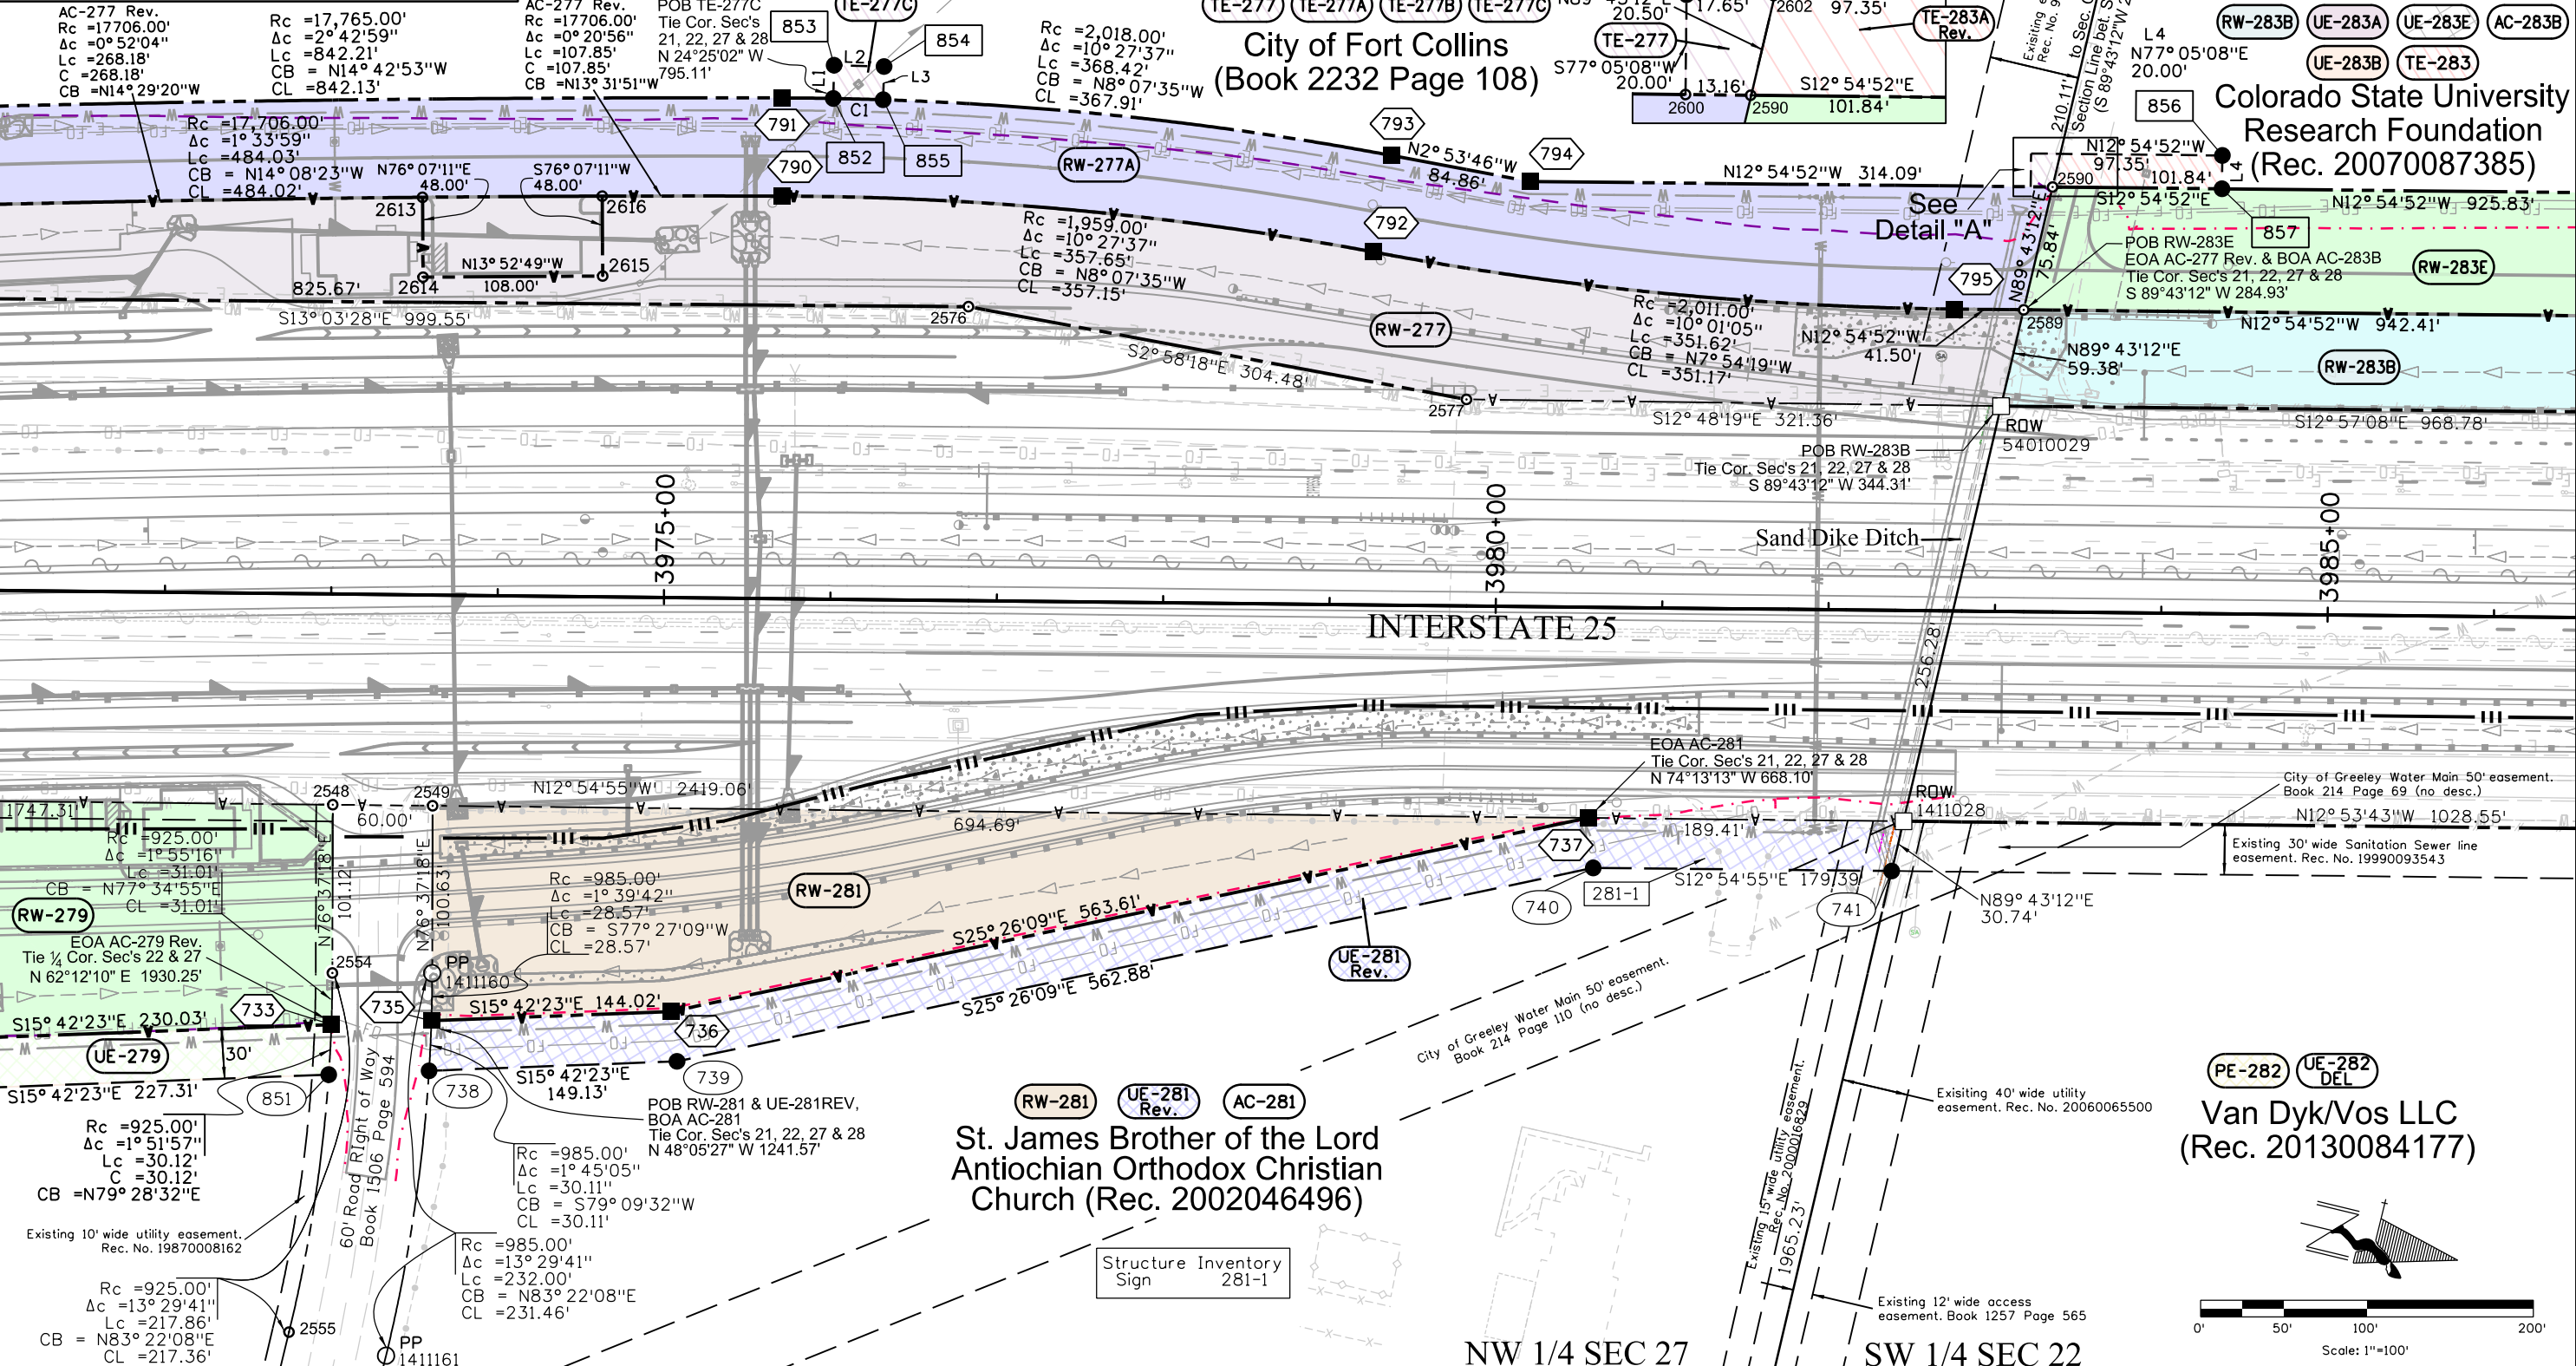 AC-277 Rev.
Rc =17706.00'
Δc =0°52'04"
Lc =268.18'
C =268.18'
CB =N14°29'20"W
Rc =17,765.00'
Δc =2°42'59"
Lc =842.21'
CB = N14°42'53"W
CL =842.13'
AC-277 Rev.
Rc =17706.00'
Δc =0°20'56"
Lc =107.85'
C =107.85'
CB =N13°31'51"W
POB TE-277C
Tie Cor. Sec's
21, 22, 27 & 28
N 24°25'02" W
795.11'
853
TE-277C
854
L1
L2
L3
C1
852
855
Rc =2,018.00'
Δc =10°27'37"
Lc =368.42'
CB = N8°07'35"W
CL =367.91'
TE-277
TE-277A
TE-277B
TE-277C
City of Fort Collins
(Book 2232 Page 108)
20.50'
17.65'
2602
97.35'
TE-283A
Rev.
TE-277
S77°05'08"W
20.00'
13.16'
S12°54'52"E
101.84'
2600
2590
210.11'
to Sec.
RW-283B
UE-283A
UE-283E
AC-283B
UE-283B
TE-283
L4
N77°05'08"E
20.00'
856
Colorado State University
Research Foundation
(Rec. 20070087385)
Rc =17,706.00'
Δc =1°33'59"
Lc =484.03'
CB = N14°08'23"W
CL =484.02'
N76°07'11"E
48.00'
S76°07'11"W
48.00'
2613
2616
791
790
RW-277A
793
N2°53'46"W
84.86'
794
N12°54'52"W 314.09'
N12°54'52"W
97.35'
101.84'
L4
2590
S12°54'52"E
N12°54'52"W 925.83'
See
Detail "A"
857
N13°52'49"W
108.00'
2614
2615
825.67'
S13°03'28"E 999.55'
Rc =1,959.00'
Δc =10°27'37"
Lc =357.65'
CB = N8°07'35"W
CL =357.15'
792
795
N89°43'12"E
75.84'
POB RW-283E
EOA AC-277 Rev. & BOA AC-283B
Tie Cor. Sec's 21, 22, 27 & 28
S 89°43'12" W 284.93'
RW-283E
2576
RW-277
S2°58'18"E 304.48'
Rc =2,011.00'
Δc =10°01'05"
Lc =351.62'
CB = N7°54'19"W
CL =351.17'
N12°54'52"W
41.50'
2589
N12°54'52"W 942.41'
N89°43'12"E
59.38'
RW-283B
2577
S12°48'19"E 321.36'
ROW
54010029
S12°57'08"E 968.78'
POB RW-283B
Tie Cor. Sec's 21, 22, 27 & 28
S 89°43'12" W 344.31'
3975+00
3980+00
3985+00
Sand Dike Ditch
INTERSTATE 25
256.28'
EOA AC-281
Tie Cor. Sec's 21, 22, 27 & 28
N 74°13'13" W 668.10'
City of Greeley Water Main 50' easement.
Book 214 Page 69 (no desc.)
1747.31'
2548
2549
60.00'
N12°54'55"W 2419.06'
694.69'
737
189.41'
ROW
1411028
N12°53'43"W 1028.55'
Existing 30' wide Sanitation Sewer line
easement. Rec. No. 19990093543
Rc =925.00'
Δc =1°55'16"
Lc =31.01'
CB = N77°34'55"E
CL =31.01'
N76°37'18"E
101.12'
N76°37'18"E
100.63'
Rc =985.00'
Δc =1°39'42"
Lc =28.57'
CB = S77°27'09"W
CL =28.57'
RW-281
740
281-1
S12°54'55"E 179.39'
741
N89°43'12"E
30.74'
RW-279
EOA AC-279 Rev.
Tie ¼ Cor. Sec's 22 & 27
N 62°12'10" E 1930.25'
2554
PP
1411160
S25°26'09"E 563.61'
UE-281
Rev.
S15°42'23"E 230.03'
733
735
S15°42'23"E 144.02'
736
S25°26'09"E 562.88'
City of Greeley Water Main 50' easement.
Book 214 Page 110 (no desc.)
UE-279
30'
S15°42'23"E 227.31'
851
738
S15°42'23"E
149.13'
739
Rc =925.00'
Δc =1°51'57"
Lc =30.12'
C =30.12'
CB =N79°28'32"E
60' Road Right of Way
Book 1506 Page 594
POB RW-281 & UE-281REV,
BOA AC-281
Tie Cor. Sec's 21, 22, 27 & 28
N 48°05'27" W 1241.57'
Rc =985.00'
Δc =1°45'05"
Lc =30.11'
CB = S79°09'32"W
CL =30.11'
RW-281
UE-281
Rev.
AC-281
St. James Brother of the Lord
Antiochian Orthodox Christian
Church (Rec. 2002046496)
Existing 15' wide utility easement.
Rec. No. 2000016829
1965.23'
Exisiting 40' wide utility
easement. Rec. No. 20060065500
PE-282
UE-282
DEL
Van Dyk/Vos LLC
(Rec. 20130084177)
Existing 10' wide utility easement.
Rec. No. 19870008162
Rc =985.00'
Δc =13°29'41"
Lc =232.00'
CB = N83°22'08"E
CL =231.46'
Rc =925.00'
Δc =13°29'41"
Lc =217.86'
CB = N83°22'08"E
CL =217.36'
2555
PP
1411161
Structure Inventory
Sign 281-1
Existing 12' wide access
easement. Book 1257 Page 565
NW 1/4 SEC 27
SW 1/4 SEC 22
0' 50' 100' 200'
Scale: 1"=100'